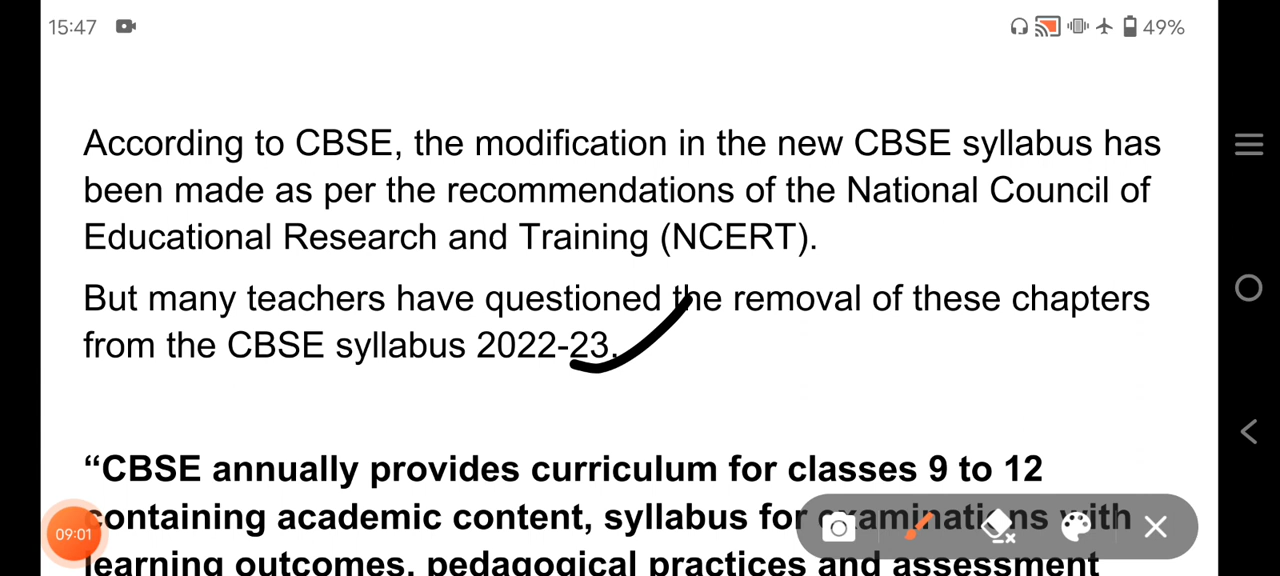 15:47 49%
According to CBSE, the modification in the new CBSE syllabus has
been made as per the recommendations of the National Council of
Educational Research and Training (NCERT).
But many teachers have questioned the removal of these chapters
from the CBSE syllabus 2022-23.
“CBSE annually provides curriculum for classes 9 to 12
containing academic content, syllabus for examinations with
09:01
learning outcomes, pedagogical practices and assessment